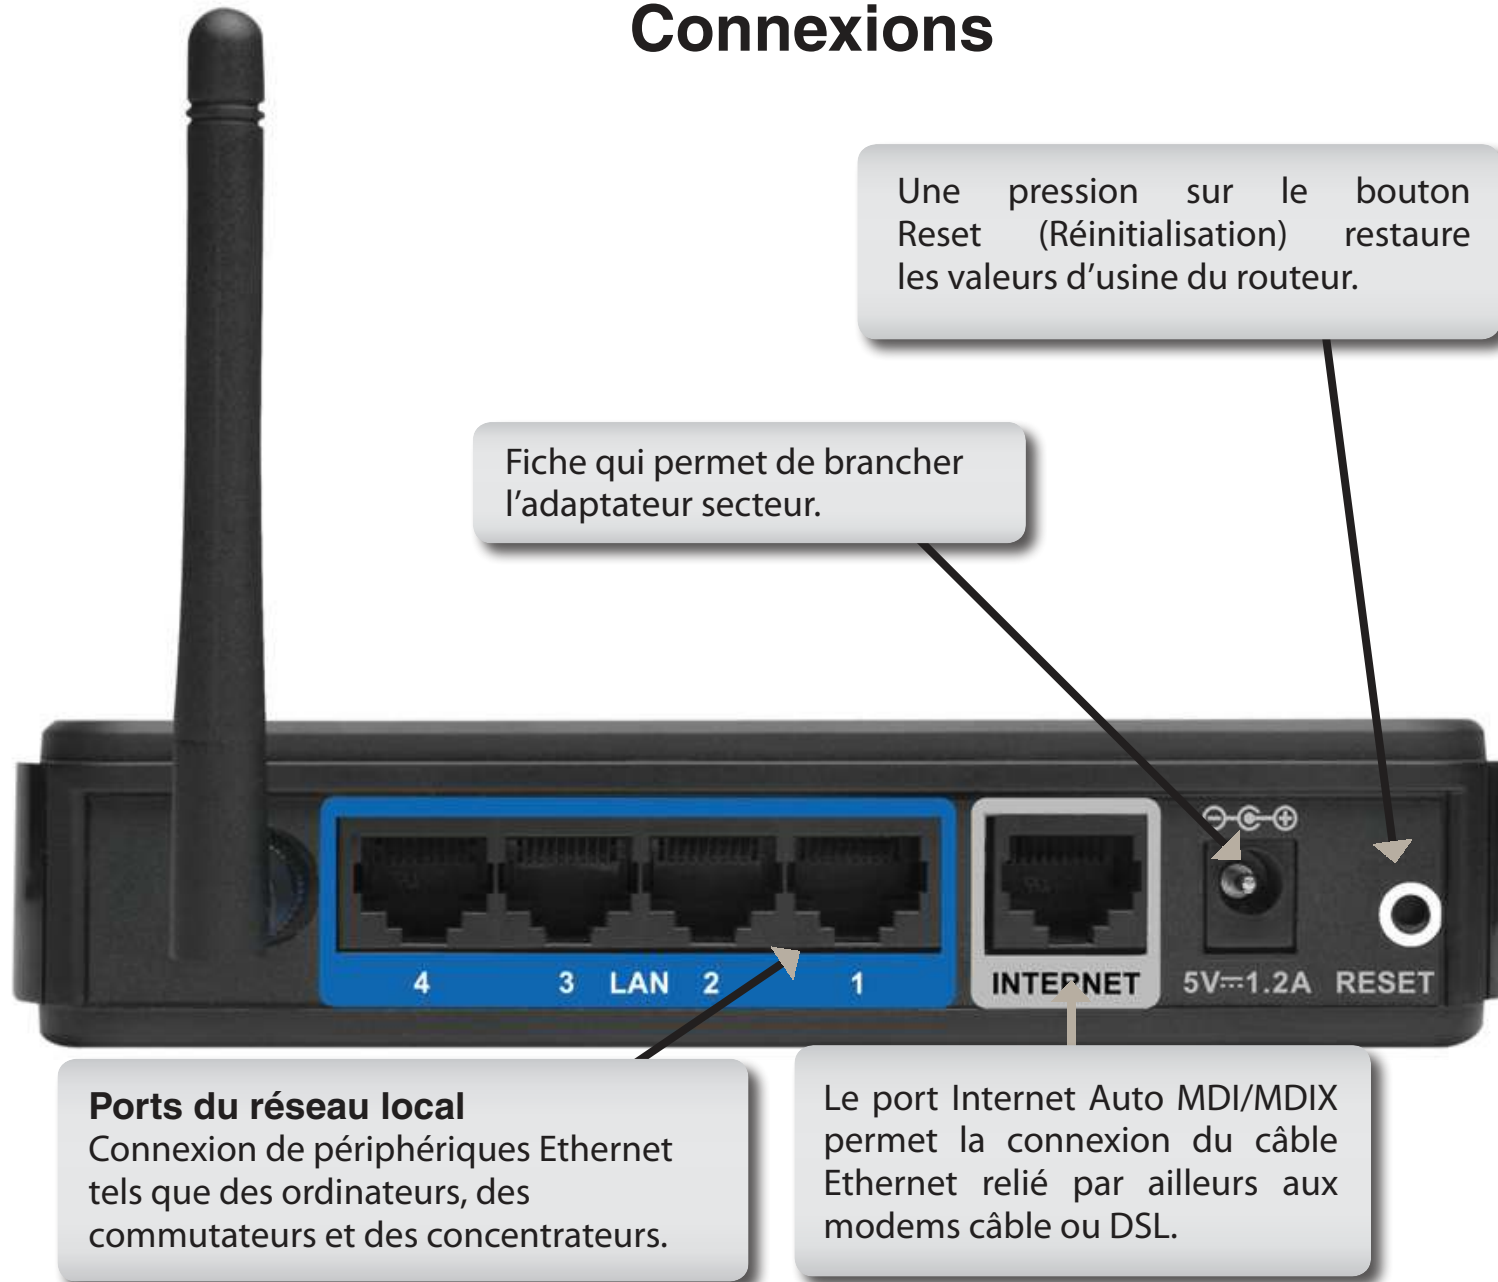 Connexions
Une pression sur le bouton
Reset (Réinitialisation) restaure
les valeurs d’usine du routeur.
Fiche qui permet de brancher
l’adaptateur secteur.
4 3 LAN 2 1 INTERNET 5V⎓1.2A RESET
Ports du réseau local
Connexion de périphériques Ethernet
tels que des ordinateurs, des
commutateurs et des concentrateurs.
Le port Internet Auto MDI/MDIX
permet la connexion du câble
Ethernet relié par ailleurs aux
modems câble ou DSL.